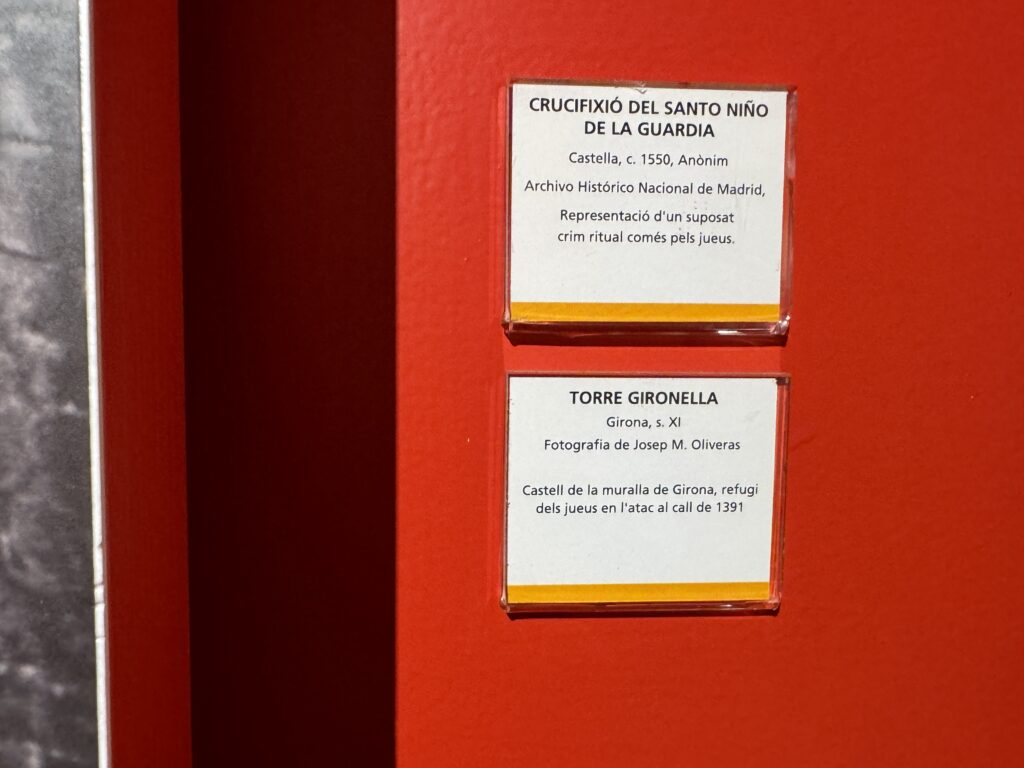 CRUCIFIXIÓ DEL SANTO NIÑO
DE LA GUARDIA
Castella, c. 1550, Anònim
Archivo Histórico Nacional de Madrid,
Representació d'un suposat
crim ritual comés pels jueus.
TORRE GIRONELLA
Girona, s. XI
Fotografia de Josep M. Oliveras
Castell de la muralla de Girona, refugi
dels jueus en l'atac al call de 1391